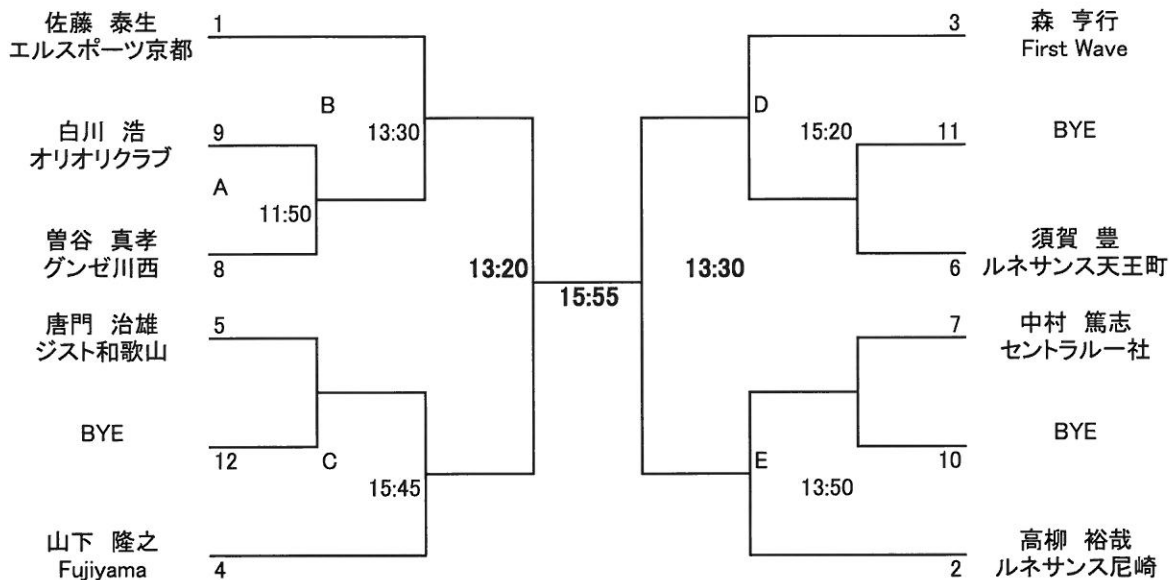 佐藤 泰生
エルスポーツ京都
1
白川 浩
オリオリクラブ
9
B
13:30
A
11:50
曽谷 真孝
グンゼ川西
8
13:20
唐門 治雄
ジスト和歌山
5
BYE
12
C
15:45
山下 隆之
Fujiyama
4
15:55
3
森 亨行
First Wave
D
15:20
11
BYE
須賀 豊
ルネサンス天王町
6
13:30
7
中村 篤志
セントラル一社
BYE
10
E
13:50
高柳 裕哉
ルネサンス尼崎
2